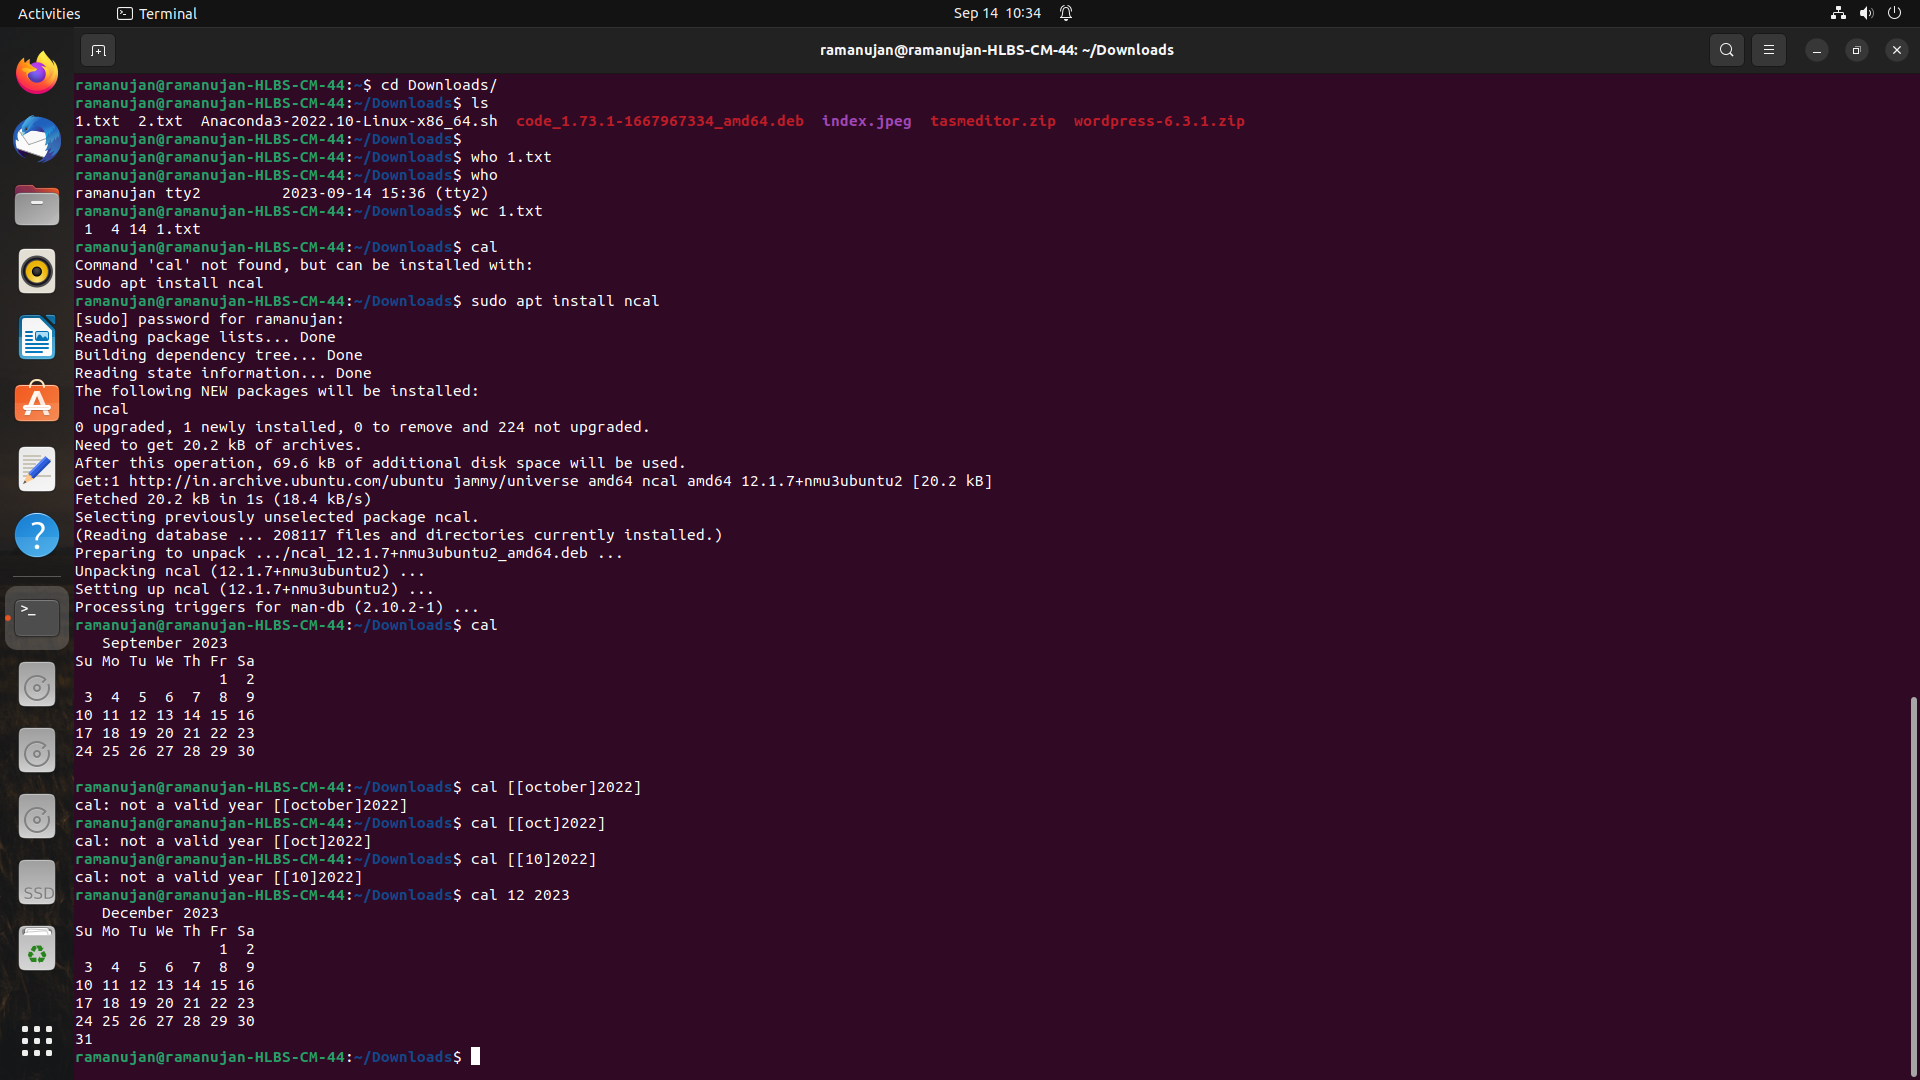 Activities Terminal Sep 14 10:34
ramanujan@ramanujan-HLBS-CM-44: ~/Downloads
ramanujan@ramanujan-HLBS-CM-44:~$ cd Downloads/
ramanujan@ramanujan-HLBS-CM-44:~/Downloads$ ls
1.txt  2.txt  Anaconda3-2022.10-Linux-x86_64.sh  code_1.73.1-1667967334_amd64.deb  index.jpeg  tasmeditor.zip  wordpress-6.3.1.zip
ramanujan@ramanujan-HLBS-CM-44:~/Downloads$
ramanujan@ramanujan-HLBS-CM-44:~/Downloads$ who 1.txt
ramanujan@ramanujan-HLBS-CM-44:~/Downloads$ who
ramanujan tty2         2023-09-14 15:36 (tty2)
ramanujan@ramanujan-HLBS-CM-44:~/Downloads$ wc 1.txt
 1  4 14 1.txt
ramanujan@ramanujan-HLBS-CM-44:~/Downloads$ cal
Command 'cal' not found, but can be installed with:
sudo apt install ncal
ramanujan@ramanujan-HLBS-CM-44:~/Downloads$ sudo apt install ncal
[sudo] password for ramanujan:
Reading package lists... Done
Building dependency tree... Done
Reading state information... Done
The following NEW packages will be installed:
  ncal
0 upgraded, 1 newly installed, 0 to remove and 224 not upgraded.
Need to get 20.2 kB of archives.
After this operation, 69.6 kB of additional disk space will be used.
Get:1 http://in.archive.ubuntu.com/ubuntu jammy/universe amd64 ncal amd64 12.1.7+nmu3ubuntu2 [20.2 kB]
Fetched 20.2 kB in 1s (18.4 kB/s)
Selecting previously unselected package ncal.
(Reading database ... 208117 files and directories currently installed.)
Preparing to unpack .../ncal_12.1.7+nmu3ubuntu2_amd64.deb ...
Unpacking ncal (12.1.7+nmu3ubuntu2) ...
Setting up ncal (12.1.7+nmu3ubuntu2) ...
Processing triggers for man-db (2.10.2-1) ...
ramanujan@ramanujan-HLBS-CM-44:~/Downloads$ cal
   September 2023
Su Mo Tu We Th Fr Sa
                1  2
 3  4  5  6  7  8  9
10 11 12 13 14 15 16
17 18 19 20 21 22 23
24 25 26 27 28 29 30
ramanujan@ramanujan-HLBS-CM-44:~/Downloads$ cal [[october]2022]
cal: not a valid year [[october]2022]
ramanujan@ramanujan-HLBS-CM-44:~/Downloads$ cal [[oct]2022]
cal: not a valid year [[oct]2022]
ramanujan@ramanujan-HLBS-CM-44:~/Downloads$ cal [[10]2022]
cal: not a valid year [[10]2022]
ramanujan@ramanujan-HLBS-CM-44:~/Downloads$ cal 12 2023
   December 2023
Su Mo Tu We Th Fr Sa
                1  2
 3  4  5  6  7  8  9
10 11 12 13 14 15 16
17 18 19 20 21 22 23
24 25 26 27 28 29 30
31
ramanujan@ramanujan-HLBS-CM-44:~/Downloads$
SSD